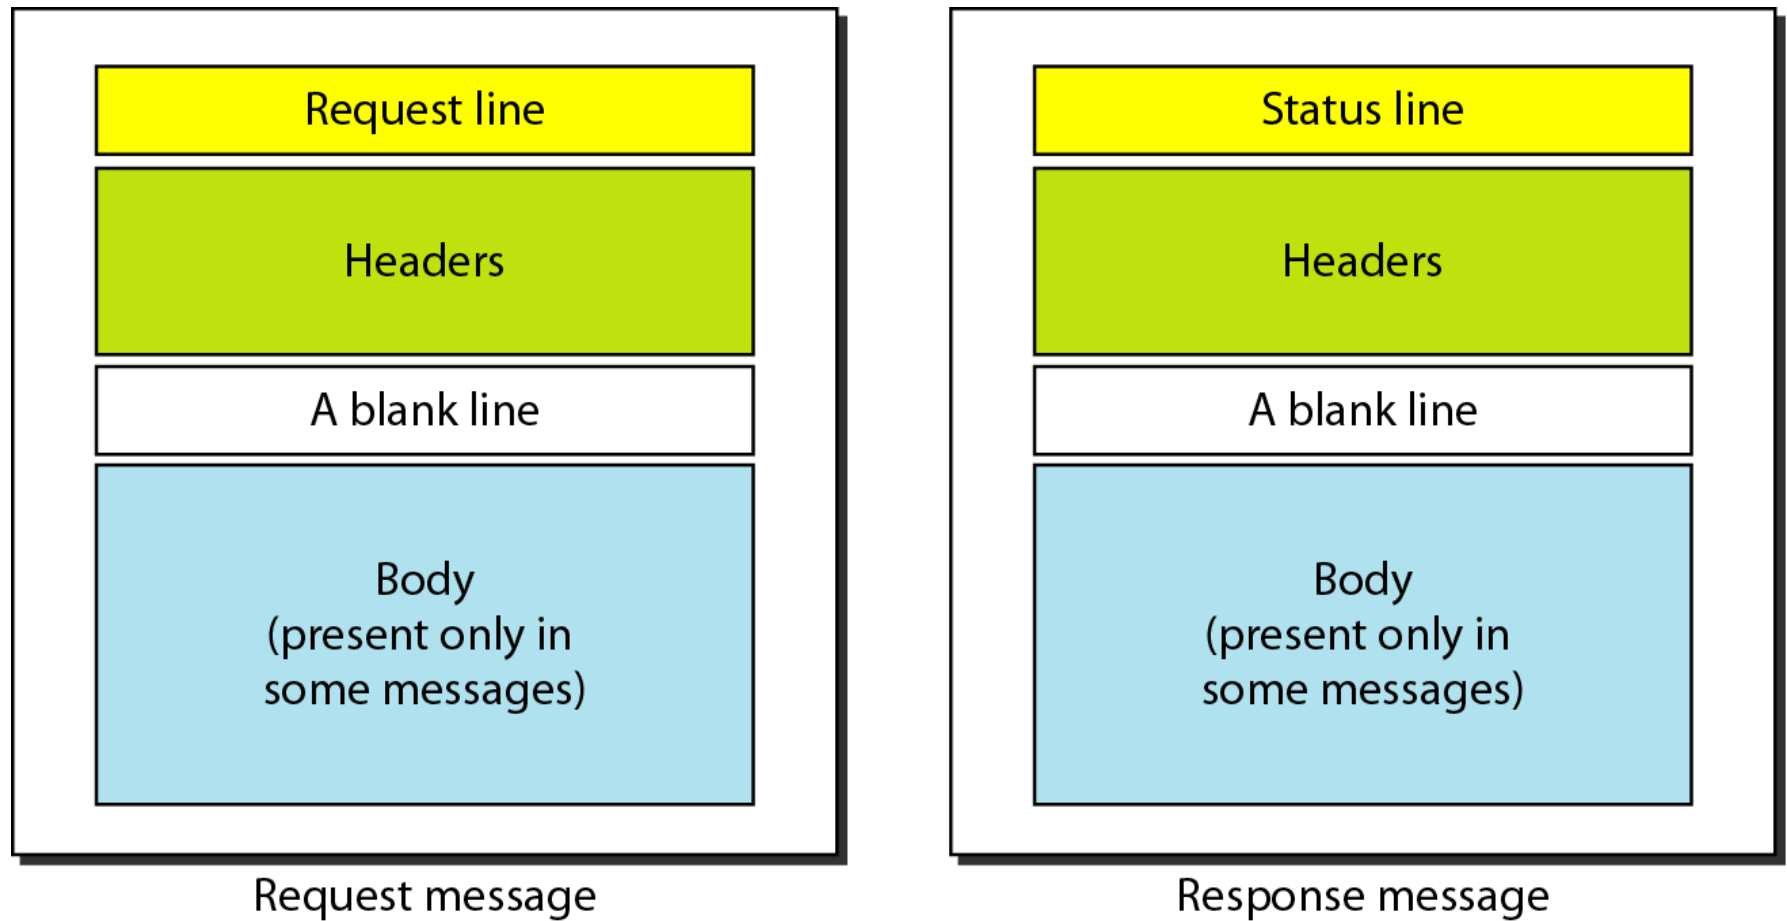 Request line
Headers
A blank line
Body
(present only in
some messages)
Request message
Status line
Headers
A blank line
Body
(present only in
some messages)
Response message